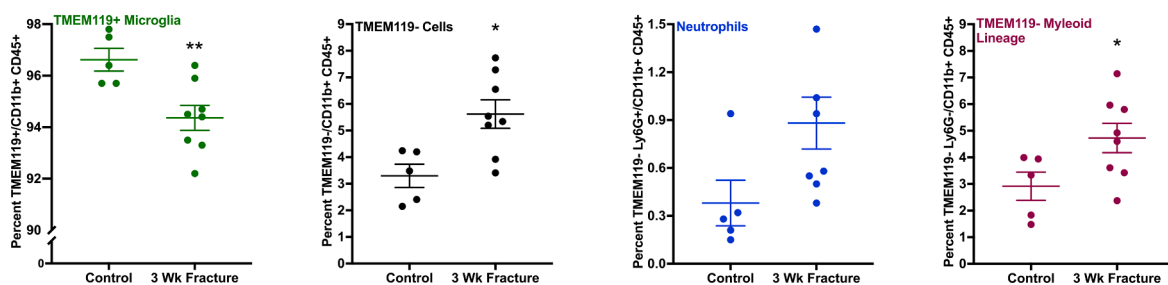 TMEM119+ Microglia
Percent TMEM119+/CD11b+ CD45+
98
96
94
92
90
0
**
Control
3 Wk Fracture
TMEM119- Cells
Percent TMEM119-/CD11b+ CD45+
9
8
7
6
5
4
3
2
1
0
*
Control
3 Wk Fracture
Neutrophils
Percent TMEM119- Ly6G+/CD11b+ CD45+
1.5
1.2
0.9
0.6
0.3
0.0
Control
3 Wk Fracture
TMEM119- Myleoid
Lineage
Percent TMEM119- Ly6G-/CD11b+ CD45+
9
8
7
6
5
4
3
2
1
0
*
Control
3 Wk Fracture